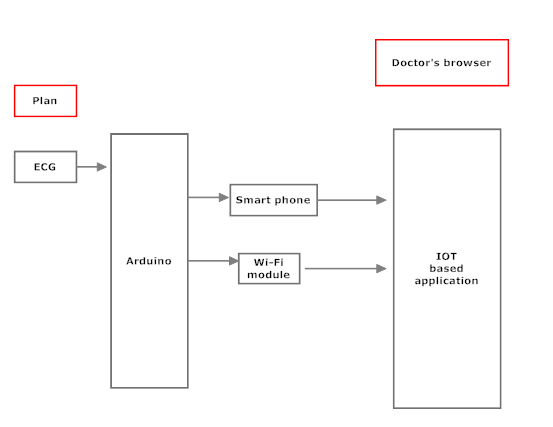 Doctor's browser
Plan
ECG
Smart phone
Arduino
Wi-Fi
module
IOT
based
application